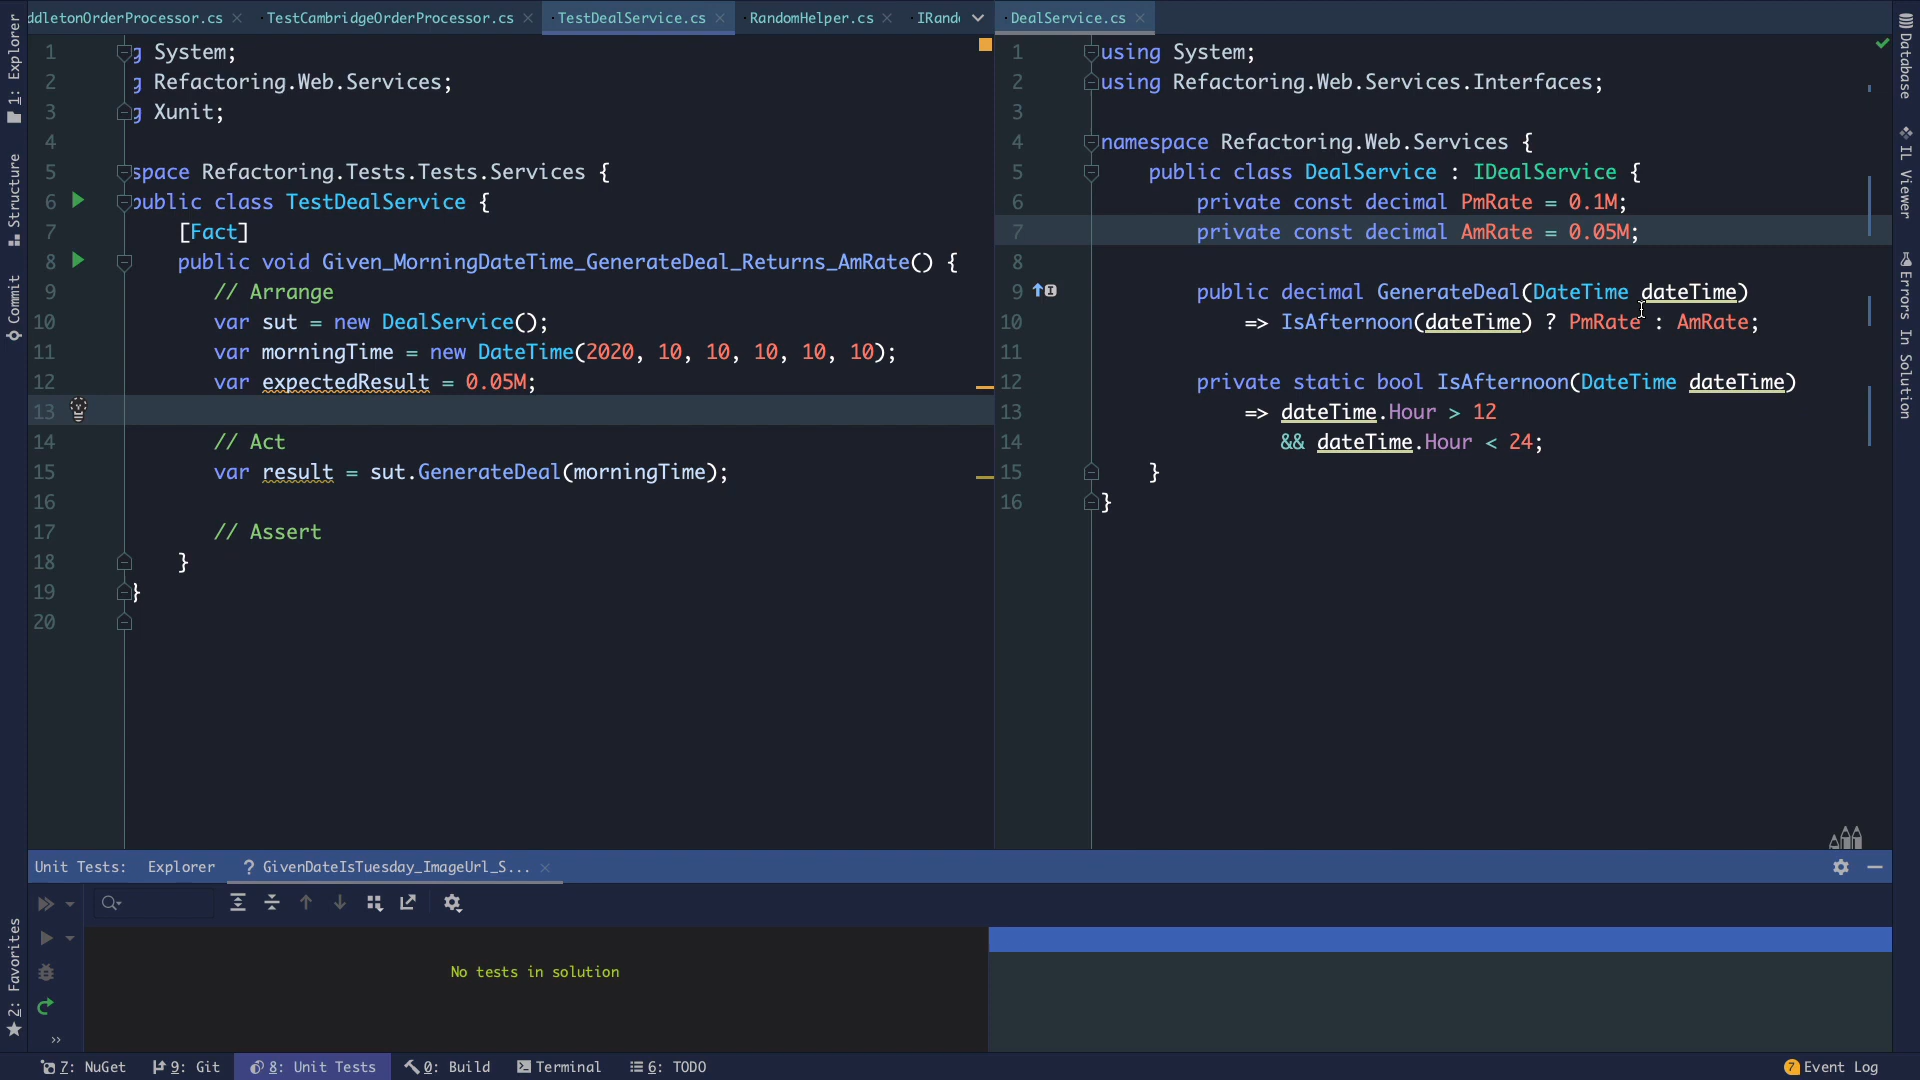 ddletonOrderProcessor.cs
TestCambridgeOrderProcessor.cs
TestDealService.cs
RandomHelper.cs
IRand
DealService.cs
1 g System;
2 g Refactoring.Web.Services;
3 g Xunit;
4
5 space Refactoring.Tests.Tests.Services {
6 public class TestDealService {
7 [Fact]
8 public void Given_MorningDateTime_GenerateDeal_Returns_AmRate() {
9 // Arrange
10 var sut = new DealService();
11 var morningTime = new DateTime(2020, 10, 10, 10, 10, 10);
12 var expectedResult = 0.05M;
13
14 // Act
15 var result = sut.GenerateDeal(morningTime);
16
17 // Assert
18 }
19 }
20
1 using System;
2 using Refactoring.Web.Services.Interfaces;
3
4 namespace Refactoring.Web.Services {
5 public class DealService : IDealService {
6 private const decimal PmRate = 0.1M;
7 private const decimal AmRate = 0.05M;
8
9 public decimal GenerateDeal(DateTime dateTime)
10 => IsAfternoon(dateTime) ? PmRate : AmRate;
11
12 private static bool IsAfternoon(DateTime dateTime)
13 => dateTime.Hour > 12
14 && dateTime.Hour < 24;
15 }
16 }
1: Explorer
Structure
Commit
2: Favorites
Database
IL Viewer
Errors In Solution
Unit Tests:
Explorer
? GivenDateIsTuesday_ImageUrl_S...
No tests in solution
7: NuGet
9: Git
8: Unit Tests
0: Build
Terminal
6: TODO
7 Event Log